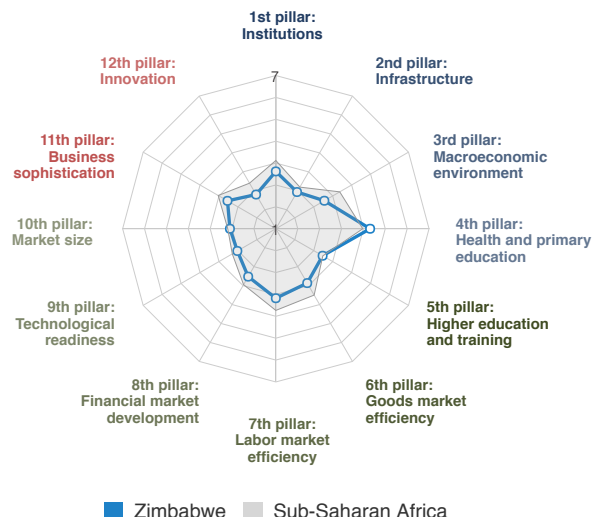 1st pillar:
Institutions
2nd pillar:
Infrastructure
3rd pillar:
Macroeconomic
environment
4th pillar:
Health and primary
education
5th pillar:
Higher education
and training
6th pillar:
Goods market
efficiency
7th pillar:
Labor market
efficiency
8th pillar:
Financial market
development
9th pillar:
Technological
readiness
10th pillar:
Market size
11th pillar:
Business
sophistication
12th pillar:
Innovation
7
1
Zimbabwe
Sub-Saharan Africa